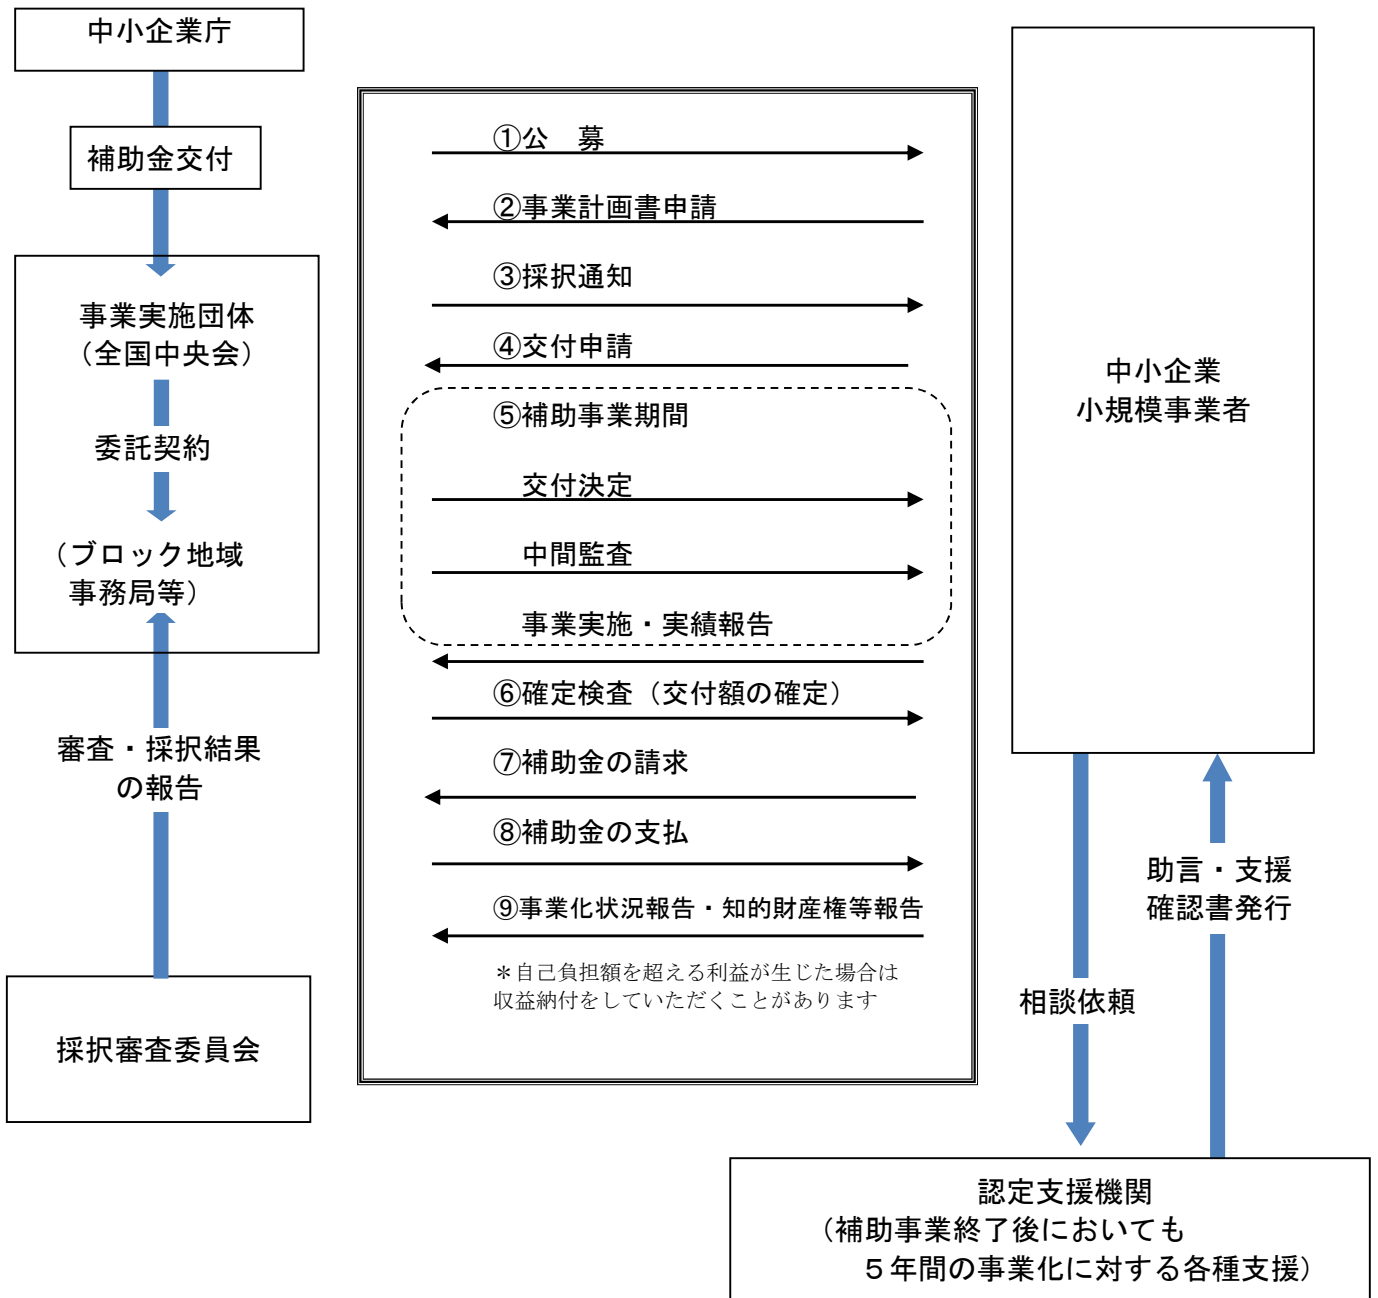 中小企業庁
補助金交付
事業実施団体
（全国中央会）
委託契約
（ブロック地域
事務局等）
審査・採択結果
の報告
採択審査委員会
①公　募
②事業計画書申請
③採択通知
④交付申請
⑤補助事業期間
交付決定
中間監査
事業実施・実績報告
⑥確定検査（交付額の確定）
⑦補助金の請求
⑧補助金の支払
⑨事業化状況報告・知的財産権等報告
＊自己負担額を超える利益が生じた場合は
収益納付をしていただくことがあります
中小企業
小規模事業者
助言・支援
確認書発行
相談依頼
認定支援機関
（補助事業終了後においても
５年間の事業化に対する各種支援）